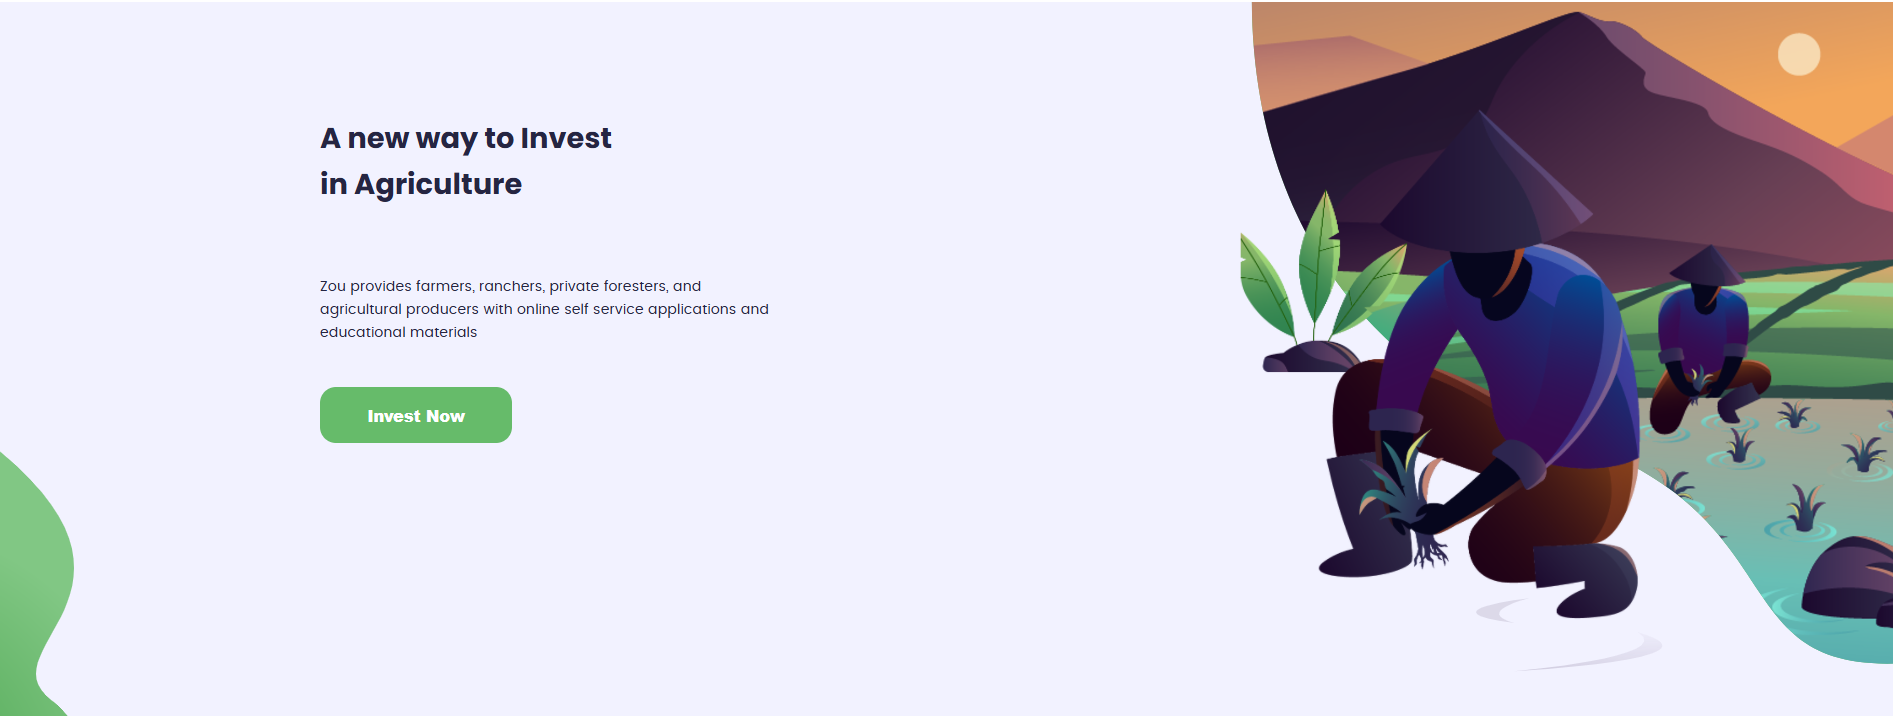 A new way to Invest
in Agriculture
Zou provides farmers, ranchers, private foresters, and
agricultural producers with online self service applications and
educational materials
Invest Now